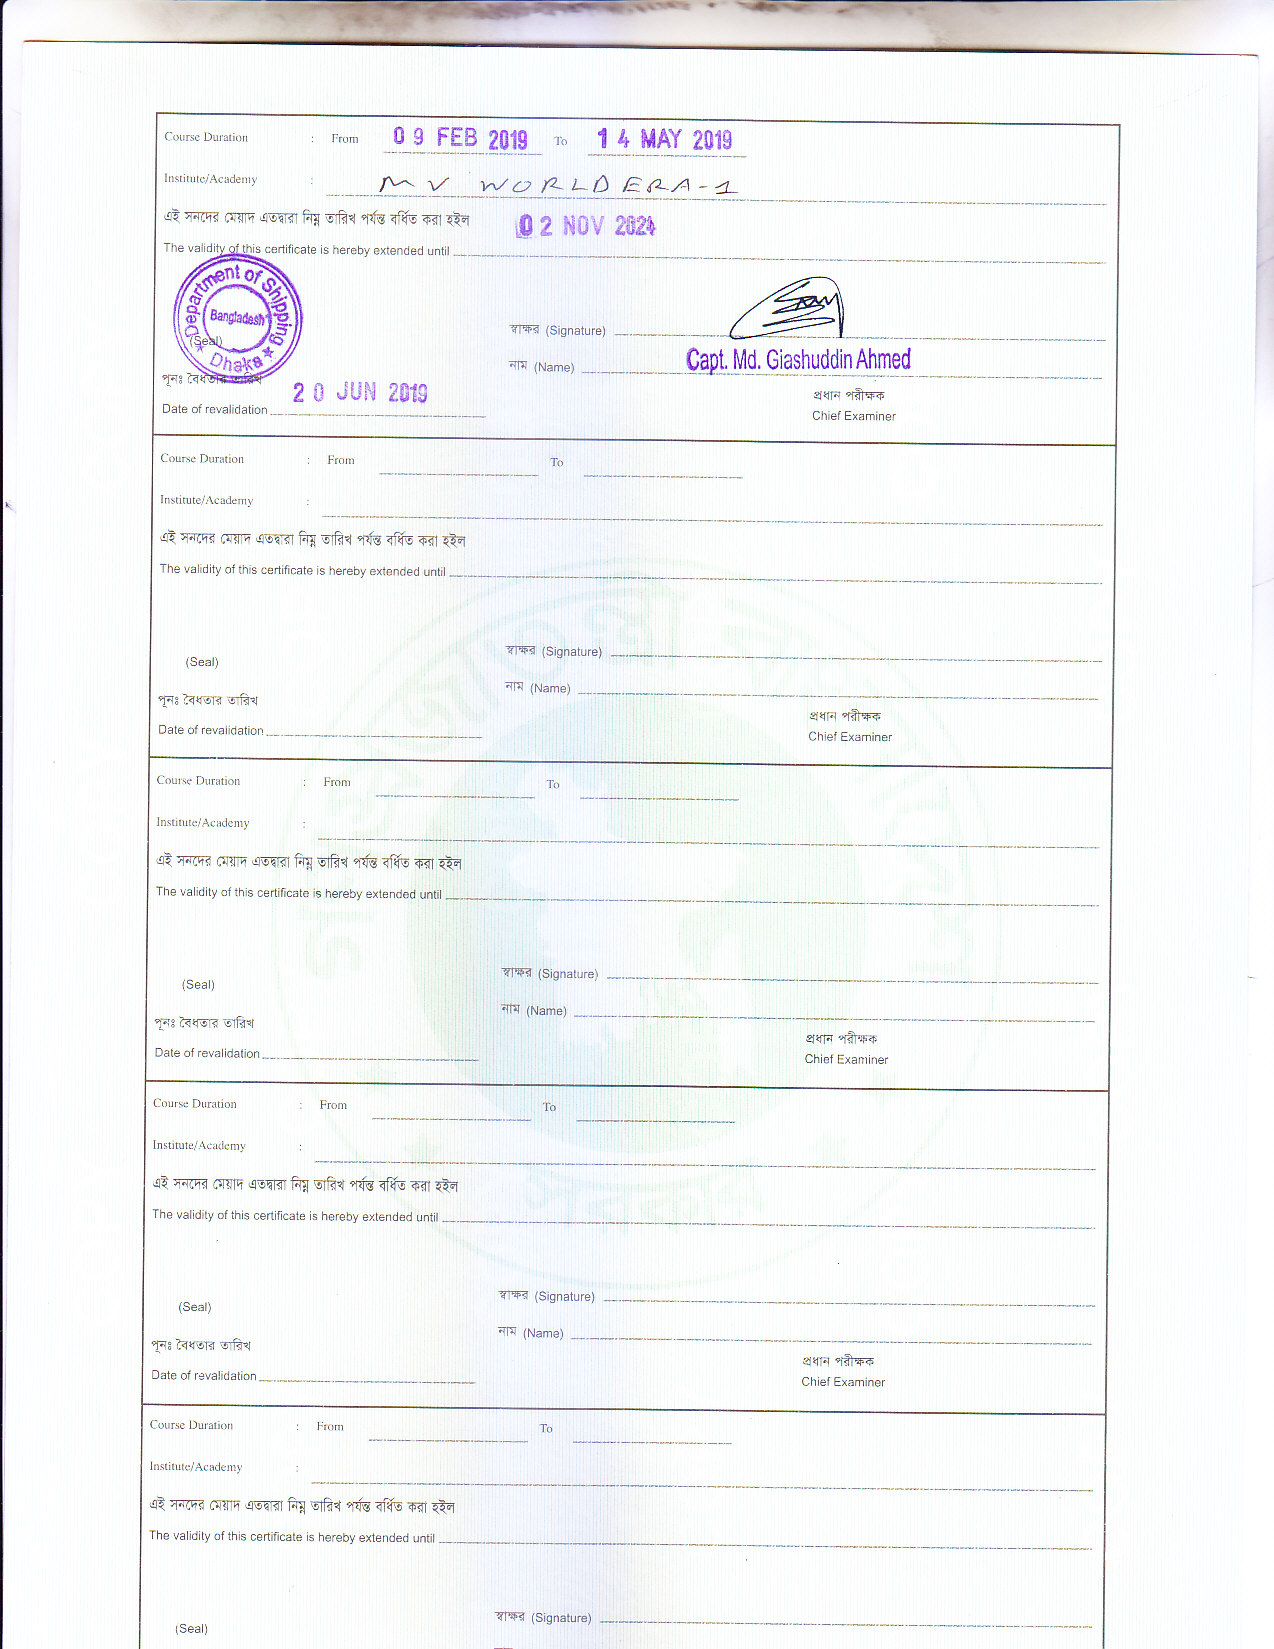 Course Duration : From 09 FEB 2019 To 14 MAY 2019
Institute/Academy : MV WORLD ERA-1
এই সনদের মেয়াদ এতদ্বারা নিম্ন তারিখ পর্যন্ত বর্ধিত করা হইল
02 NOV 2024
The validity of this certificate is hereby extended until
Department of Shipping
Bangladesh
Dhaka
(Seal)
স্বাক্ষর (Signature)
নাম (Name) Capt. Md. Giashuddin Ahmed
পূনঃ বৈধতার তারিখ
প্রধান পরীক্ষক
Date of revalidation 20 JUN 2019
Chief Examiner
Course Duration : From To
Institute/Academy :
এই সনদের মেয়াদ এতদ্বারা নিম্ন তারিখ পর্যন্ত বর্ধিত করা হইল
The validity of this certificate is hereby extended until
স্বাক্ষর (Signature)
(Seal)
নাম (Name)
পূনঃ বৈধতার তারিখ
প্রধান পরীক্ষক
Date of revalidation
Chief Examiner
Course Duration : From To
Institute/Academy :
এই সনদের মেয়াদ এতদ্বারা নিম্ন তারিখ পর্যন্ত বর্ধিত করা হইল
The validity of this certificate is hereby extended until
স্বাক্ষর (Signature)
(Seal)
নাম (Name)
পূনঃ বৈধতার তারিখ
প্রধান পরীক্ষক
Date of revalidation
Chief Examiner
Course Duration : From To
Institute/Academy :
এই সনদের মেয়াদ এতদ্বারা নিম্ন তারিখ পর্যন্ত বর্ধিত করা হইল
The validity of this certificate is hereby extended until
স্বাক্ষর (Signature)
(Seal)
নাম (Name)
পূনঃ বৈধতার তারিখ
প্রধান পরীক্ষক
Date of revalidation
Chief Examiner
Course Duration : From To
Institute/Academy :
এই সনদের মেয়াদ এতদ্বারা নিম্ন তারিখ পর্যন্ত বর্ধিত করা হইল
The validity of this certificate is hereby extended until
স্বাক্ষর (Signature)
(Seal)